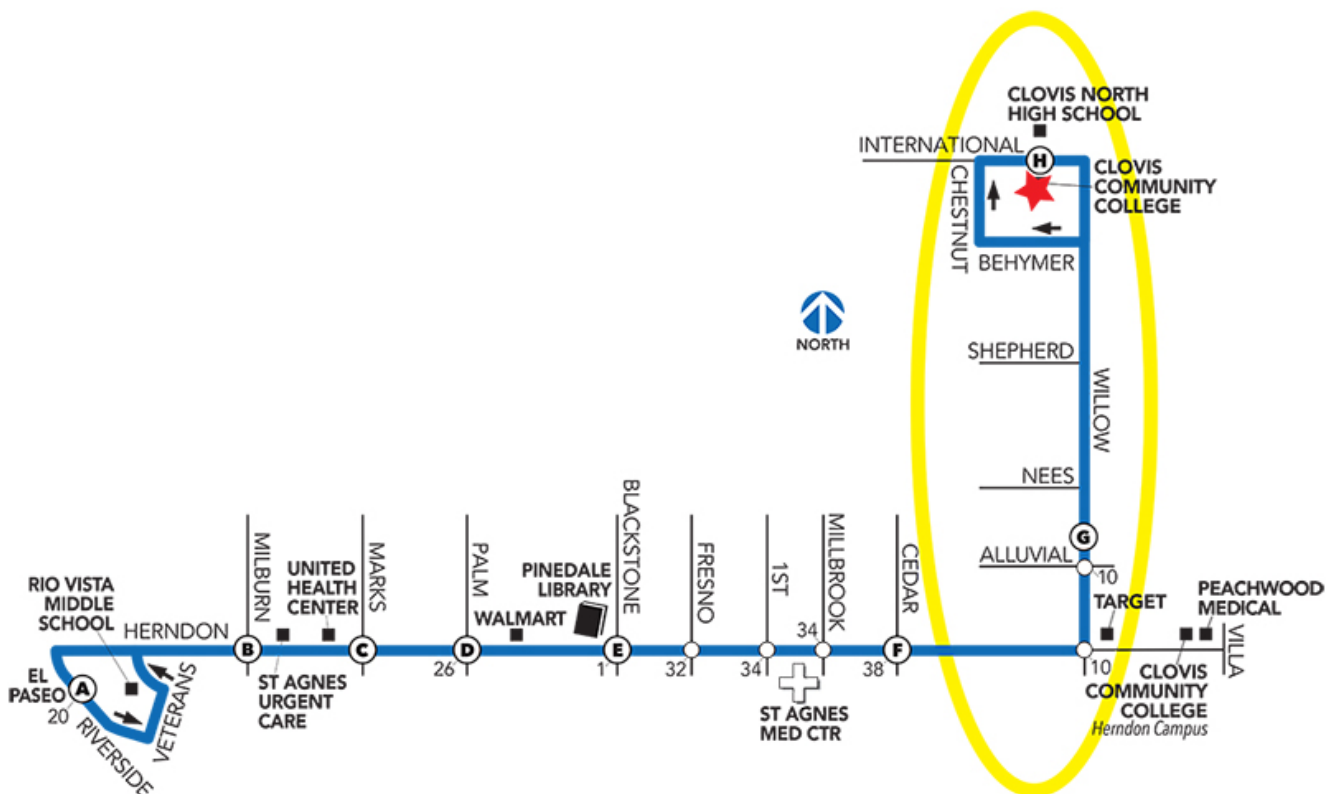 CLOVIS NORTH
HIGH SCHOOL
INTERNATIONAL
H
CLOVIS
COMMUNITY
COLLEGE
CHESTNUT
BEHYMER
NORTH
SHEPHERD
WILLOW
NEES
G
ALLUVIAL
10
RIO VISTA
MIDDLE
SCHOOL
HERNDON
MILBURN
UNITED
HEALTH
CENTER
MARKS
PALM
WALMART
PINEDALE
LIBRARY
BLACKSTONE
FRESNO
1ST
34
MILLBROOK
CEDAR
TARGET
PEACHWOOD
MEDICAL
VILLA
EL
PASEO
A
20
RIVERSIDE
VETERANS
B
ST AGNES
URGENT
CARE
C
D
26
E
1
32
34
ST AGNES
MED CTR
F
38
10
CLOVIS
COMMUNITY
COLLEGE
Herndon Campus